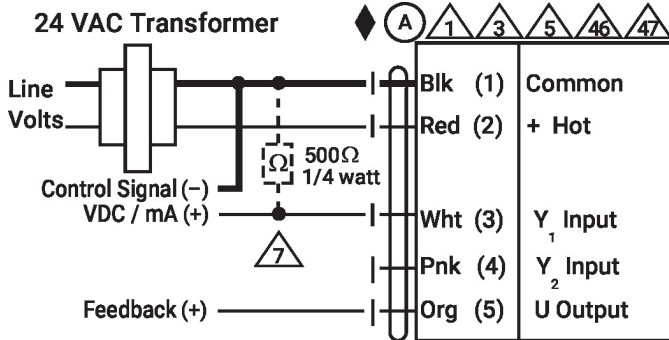 24 VAC Transformer
A 1 3 5 46 47
Line
Volts
Blk (1) Common
Red (2) + Hot
Ω 500Ω
1/4 watt
Control Signal (–)
VDC / mA (+)
Wht (3) Y1 Input
7
Pnk (4) Y2 Input
Feedback (+)
Org (5) U Output